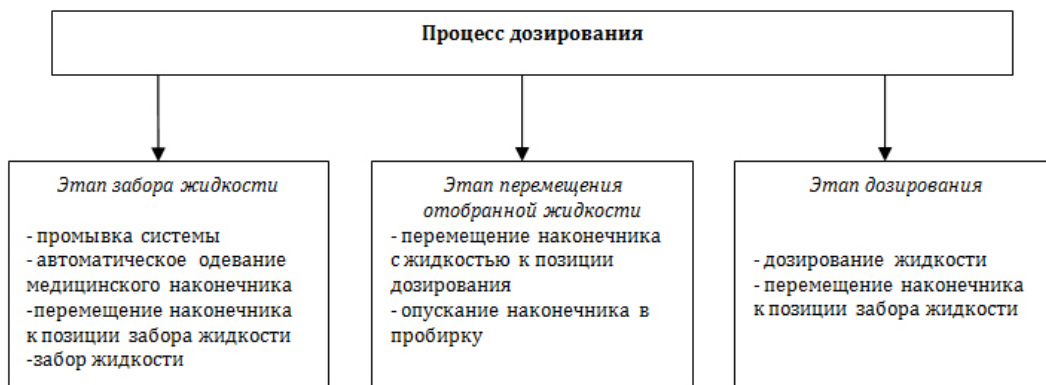 Процесс дозирования
Этап забора жидкости
- промывка системы
- автоматическое одевание
медицинского наконечника
-перемещение наконечника
к позиции забора жидкости
-забор жидкости
Этап перемещения
отобранной жидкости
- перемещение наконечника
с жидкостью к позиции
дозирования
- опускание наконечника в
пробирку
Этап дозирования
- дозирование жидкости
- перемещение наконечника
к позиции забора жидкости